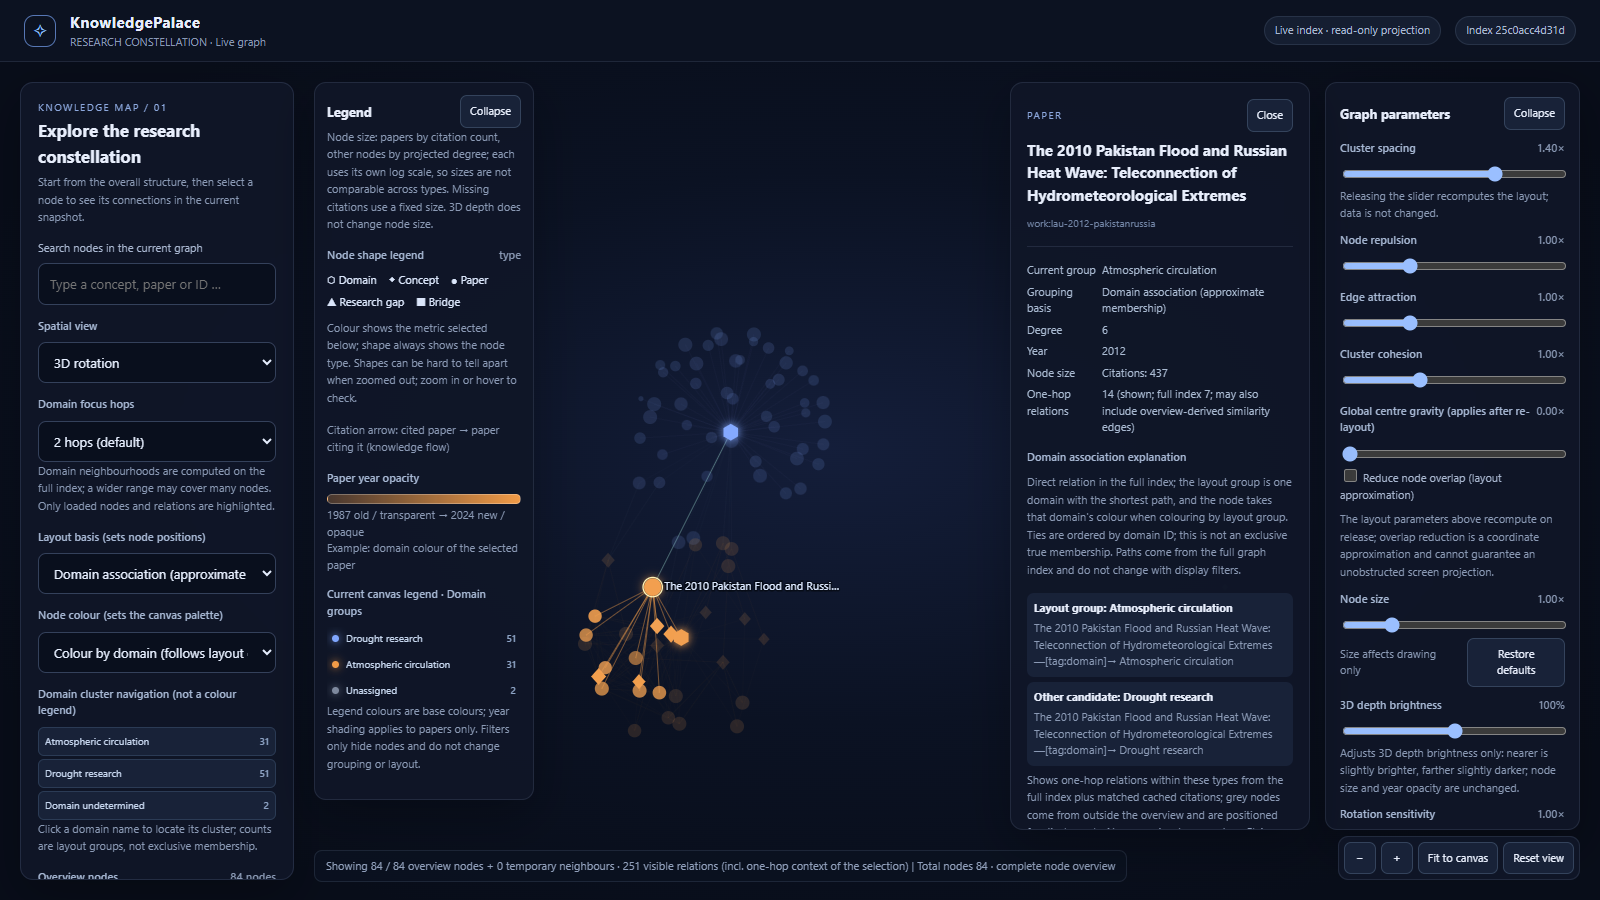 KnowledgePalace
RESEARCH CONSTELLATION · Live graph
Live index · read-only projection
Index 25c0acc4d31d
KNOWLEDGE MAP / 01
Explore the research
constellation
Start from the overall structure, then select a
node to see its connections in the current
snapshot.
Search nodes in the current graph
Type a concept, paper or ID ...
Spatial view
3D rotation
Domain focus hops
2 hops (default)
Domain neighbourhoods are computed on the
full index; a wider range may cover many nodes.
Only loaded nodes and relations are highlighted.
Layout basis (sets node positions)
Domain association (approximate
Node colour (sets the canvas palette)
Colour by domain (follows layout
Domain cluster navigation (not a colour
legend)
Atmospheric circulation 31
Drought research 51
Domain undetermined 2
Click a domain name to locate its cluster; counts
are layout groups, not exclusive membership.
Overview nodes 84 nodes
Legend
Collapse
Node size: papers by citation count,
other nodes by projected degree; each
uses its own log scale, so sizes are not
comparable across types. Missing
citations use a fixed size. 3D depth does
not change node size.
Node shape legend type
Domain Concept Paper
Research gap Bridge
Colour shows the metric selected
below; shape always shows the node
type. Shapes can be hard to tell apart
when zoomed out; zoom in or hover to
check.
Citation arrow: cited paper → paper
citing it (knowledge flow)
Paper year opacity
1987 old / transparent → 2024 new /
opaque
Example: domain colour of the selected
paper
Current canvas legend · Domain
groups
Drought research 51
Atmospheric circulation 31
Unassigned 2
Legend colours are base colours; year
shading applies to papers only. Filters
only hide nodes and do not change
grouping or layout.
The 2010 Pakistan Flood and Russi...
Showing 84 / 84 overview nodes + 0 temporary neighbours · 251 visible relations (incl. one-hop context of the selection) | Total nodes 84 · complete node overview
PAPER
Close
The 2010 Pakistan Flood and Russian
Heat Wave: Teleconnection of
Hydrometeorological Extremes
work:lau-2012-pakistanrussia
Current group Atmospheric circulation
Grouping basis Domain association (approximate
membership)
Degree 6
Year 2012
Node size Citations: 437
One-hop relations 14 (shown; full index 7; may also
include overview-derived similarity
edges)
Domain association explanation
Direct relation in the full index; the layout group is one
domain with the shortest path, and the node takes
that domain's colour when colouring by layout group.
Ties are ordered by domain ID; this is not an exclusive
true membership. Paths come from the full graph
index and do not change with display filters.
Layout group: Atmospheric circulation
The 2010 Pakistan Flood and Russian Heat Wave:
Teleconnection of Hydrometeorological Extremes
—[tag:domain]→ Atmospheric circulation
Other candidate: Drought research
The 2010 Pakistan Flood and Russian Heat Wave:
Teleconnection of Hydrometeorological Extremes
—[tag:domain]→ Drought research
Shows one-hop relations within these types from the
full index plus matched cached citations; grey nodes
come from outside the overview and are positioned
Graph parameters
Collapse
Cluster spacing 1.40×
Releasing the slider recomputes the layout;
data is not changed.
Node repulsion 1.00×
Edge attraction 1.00×
Cluster cohesion 1.00×
Global centre gravity (applies after re-
layout) 0.00×
Reduce node overlap (layout
approximation)
The layout parameters above recompute on
release; overlap reduction is a coordinate
approximation and cannot guarantee an
unobstructed screen projection.
Node size 1.00×
Size affects drawing
only
Restore
defaults
3D depth brightness 100%
Adjusts 3D depth brightness only: nearer is
slightly brighter, farther slightly darker; node
size and year opacity are unchanged.
Rotation sensitivity 1.00×
−
+
Fit to canvas
Reset view